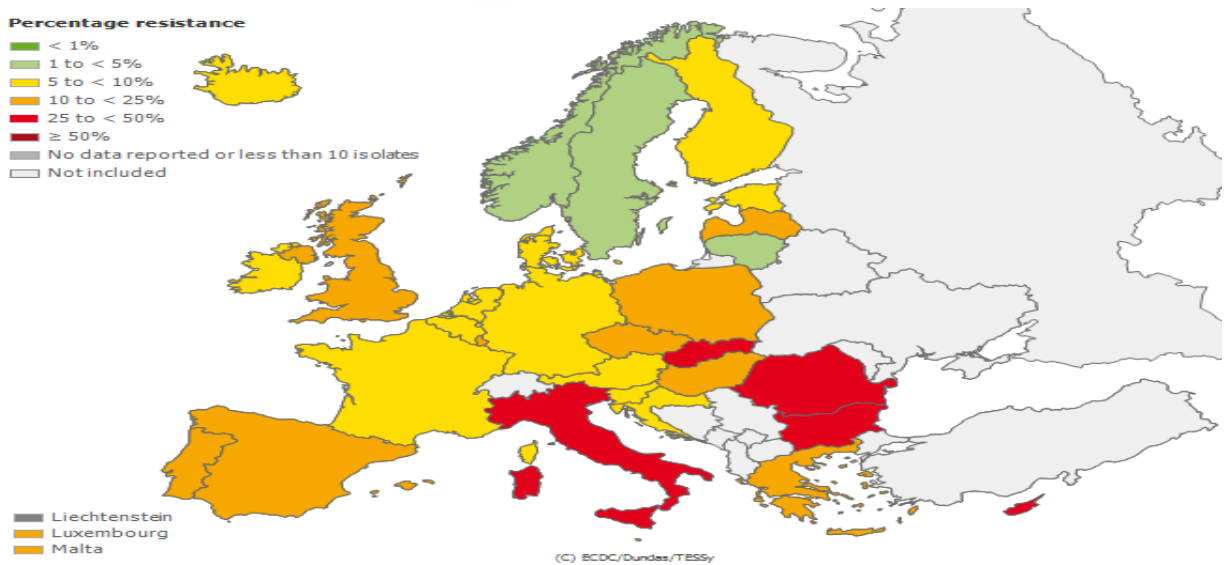 Percentage resistance
< 1%
1 to < 5%
5 to < 10%
10 to < 25%
25 to < 50%
≥ 50%
No data reported or less than 10 isolates
Not included
Liechtenstein
Luxembourg
Malta
(C) ECDC/Dundas/TESSy